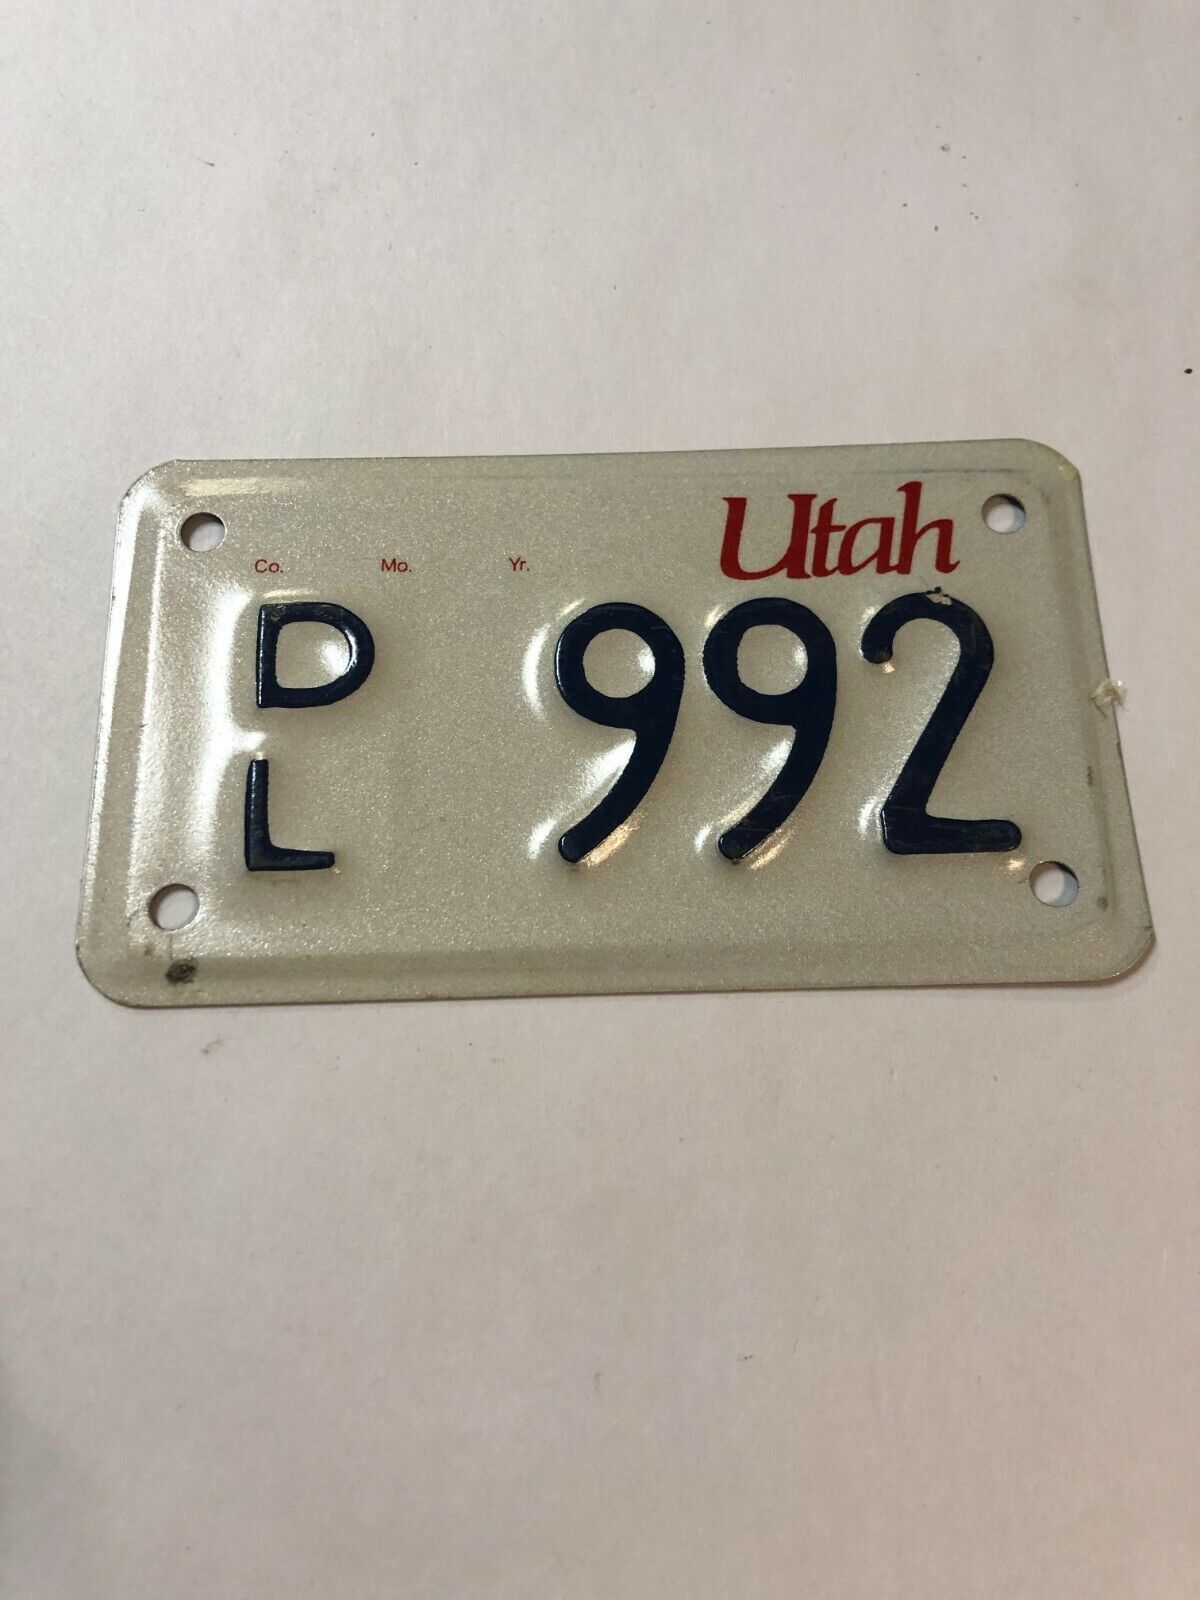 Utah
Co. Mo. Yr.
D 992
L